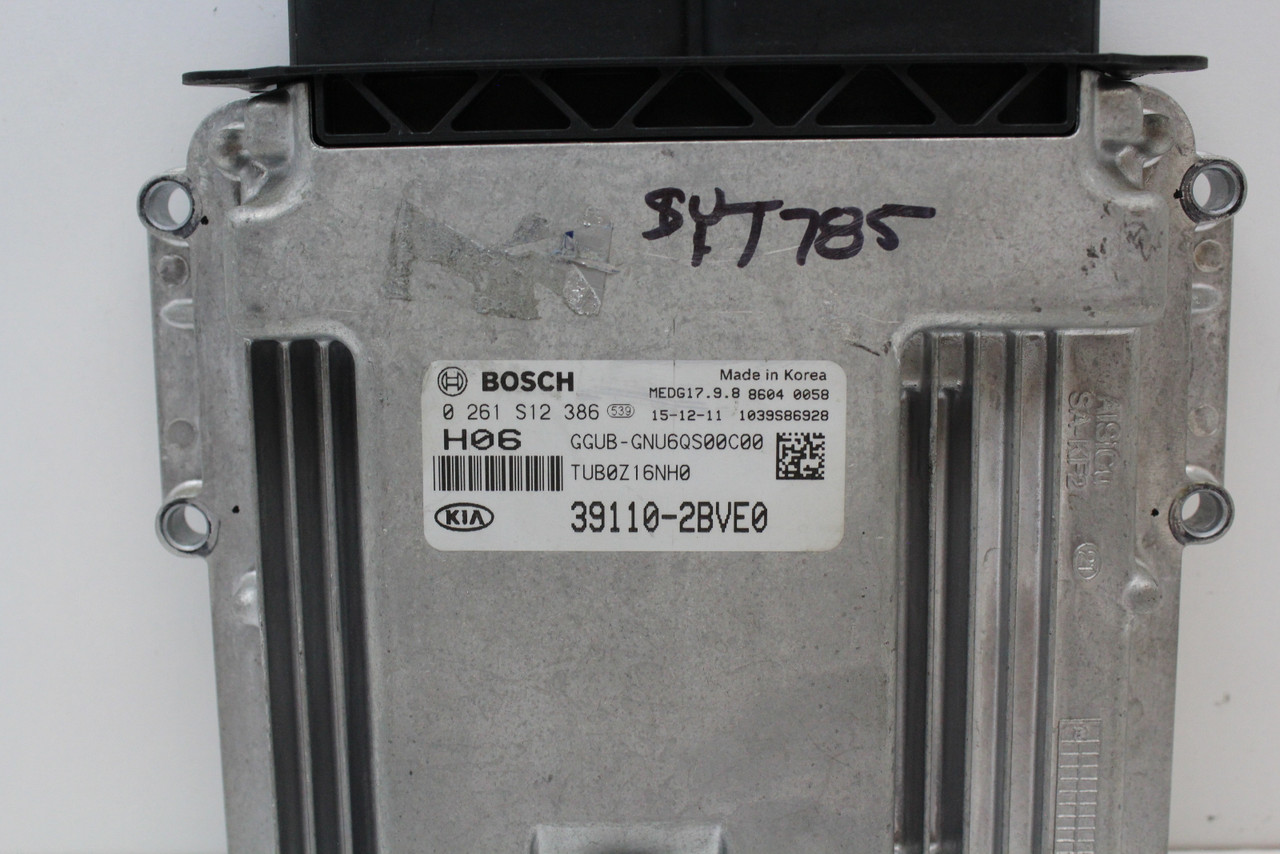 T785
BOSCH
Made in Korea
MEDG17.9.8 8604 0058
0 261 S12 386 539
15-12-11 1039S86928
H06
GGUB-GNU6QS00C00
TUB0Z16NH0
KIA
39110-2BVE0